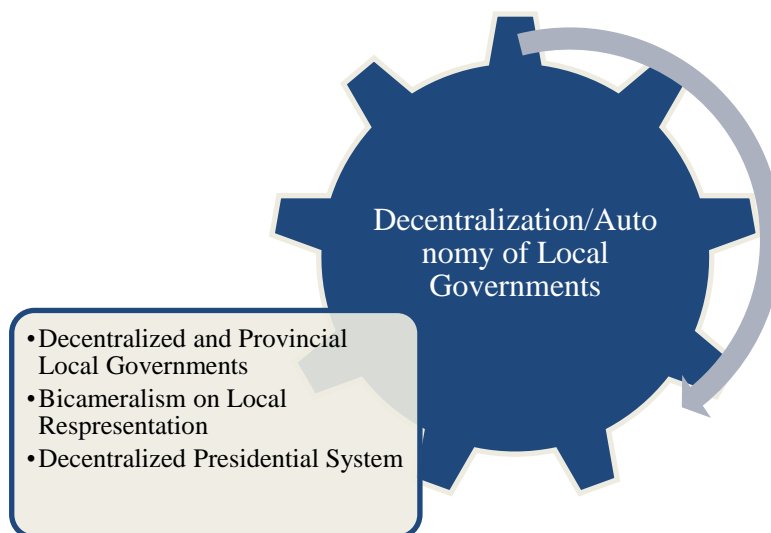 Decentralization/Auto
nomy of Local
Governments
•Decentralized and Provincial
Local Governments
•Bicameralism on Local
Respresentation
•Decentralized Presidential System